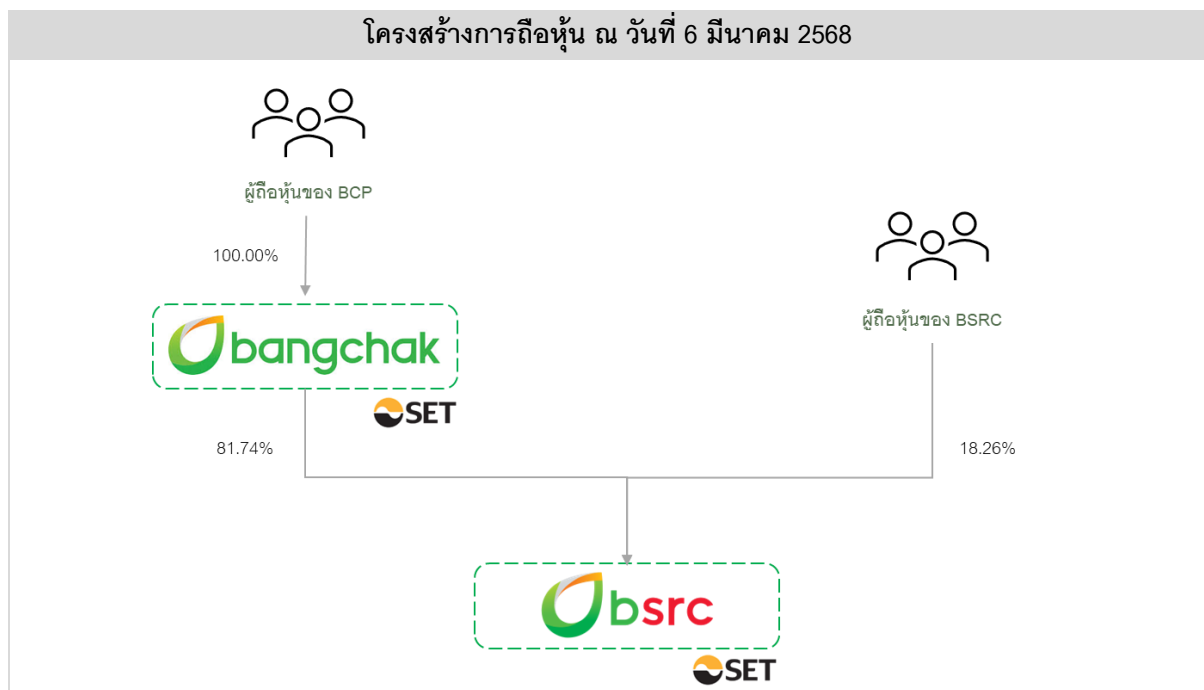 โครงสร้างการถือหุ้น ณ วันที่ 6 มีนาคม 2568
ผู้ถือหุ้นของ BCP
100.00%
ผู้ถือหุ้นของ BSRC
bangchak
SET
81.74%
18.26%
bsrc
SET